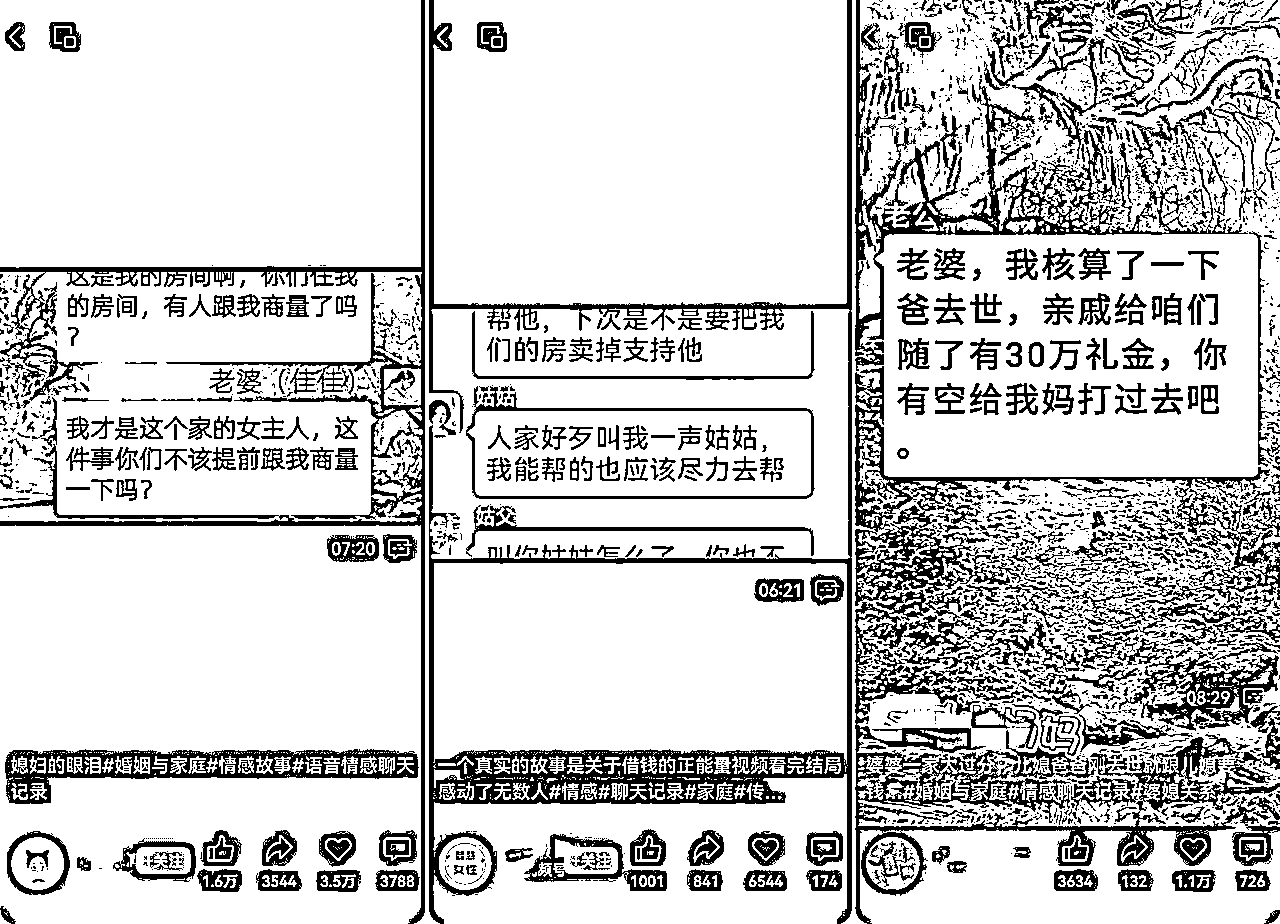 这是我的房间啊，你们住我
的房间，有人跟我商量了吗
？
老婆（佳佳）
我才是这个家的女主人，这
件事你们不该提前跟我商量
一下吗？
07:20
媳妇的眼泪#婚姻与家庭#情感故事#语音情感聊天
记录
关注
1.6万
3544
3.5万
3788
帮他，下次是不是要把我
们的房卖掉支持他
姑姑
人家好歹叫我一声姑姑，
我能帮的也应该尽力去帮
姑父
叫你姑姑怎么了，你也不
06:21
一个真实的故事是关于借钱的正能量视频看完结局
感动了无数人#情感#聊天记录#家庭#传...
女性
关注
1001
841
6544
174
老公
老婆，我核算了一下
爸去世，亲戚给咱们
随了有30万礼金，你
有空给我妈打过去吧
。
08:29
妈
婆婆一家太过分，儿媳爸爸刚去世就跟儿媳
钱亲#婚姻与家庭#情感聊天记录#婆媳关系
3634
132
1.1万
726